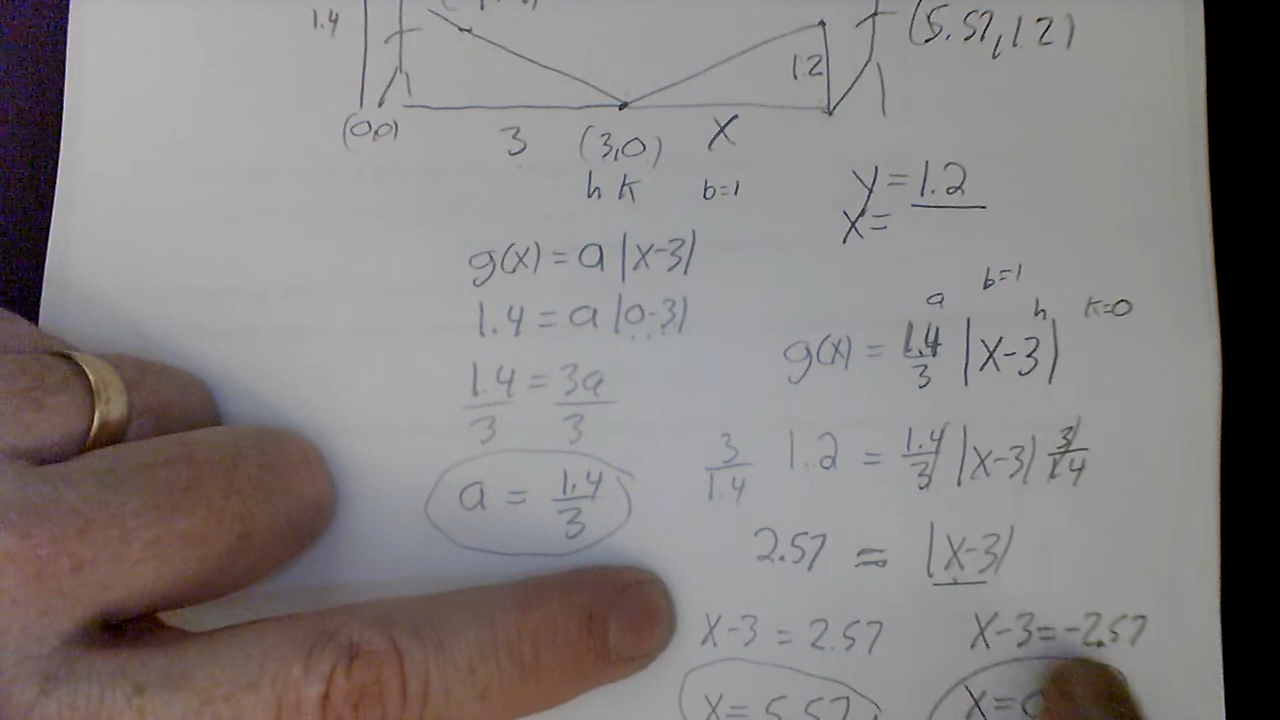 1.4
(5.57, 1.2)
1.2
(0,0)
3 (3,0) X
h k b=1
y = 1.2
x =
g(x) = a |x-3|
1.4 = a |0-3|
1.4 = 3a
3 3
a = 1.4
3
a b=1 h k=0
g(x) = 1.4 |x-3|
3
3 1.2 = 1.4 |x-3| 3
1.4 3 1.4
2.57 = |x-3|
x-3 = 2.57 x-3 = -2.57
x = 5.57 x =